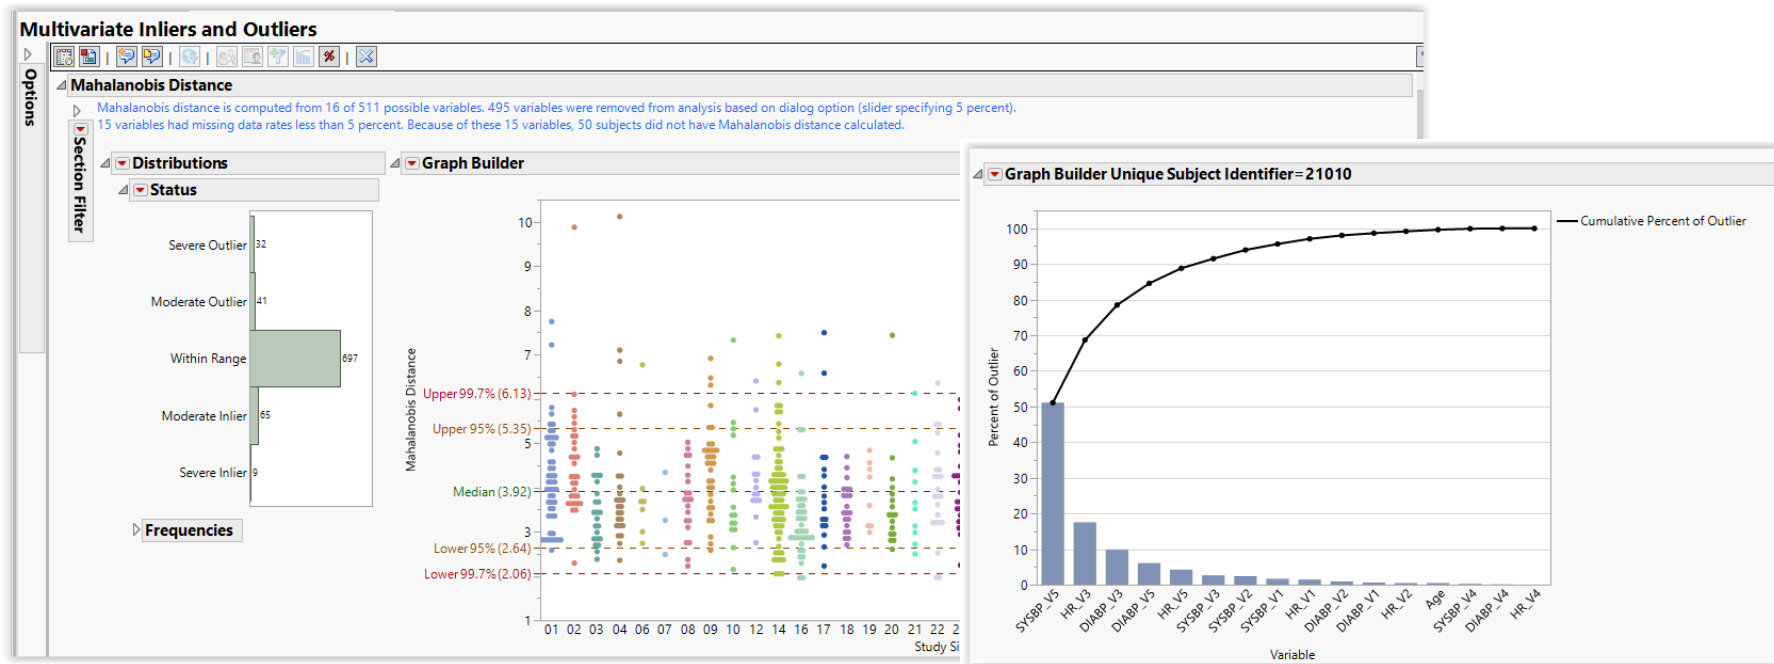 Multivariate Inliers and Outliers
Options
Mahalanobis Distance
Mahalanobis distance is computed from 16 of 511 possible variables. 495 variables were removed from analysis based on dialog option (slider specifying 5 percent).
15 variables had missing data rates less than 5 percent. Because of these 15 variables, 50 subjects did not have Mahalanobis distance calculated.
Section Filter
Distributions
Status
Severe Outlier 32
Moderate Outlier 41
Within Range 697
Moderate Inlier 65
Severe Inlier 9
Frequencies
Graph Builder
Mahalanobis Distance
10
9
8
7
Upper 99.7% (6.13)
Upper 95% (5.35)
5
Median (3.92)
3
Lower 95% (2.64)
Lower 99.7% (2.06)
1
01 02 03 04 06 07 08 09 10 12 14 16 17 18 19 20 21 22 2
Study Si
Graph Builder Unique Subject Identifier=21010
Cumulative Percent of Outlier
Percent of Outlier
100
90
80
70
60
50
40
30
20
10
0
SYSBP_V5 HR_V3 DIABP_V3 DIABP_V5 HR_V5 SYSBP_V3 SYSBP_V2 SYSBP_V1 HR_V1 DIABP_V2 DIABP_V1 HR_V2 Age SYSBP_V4 DIABP_V4 HR_V4
Variable